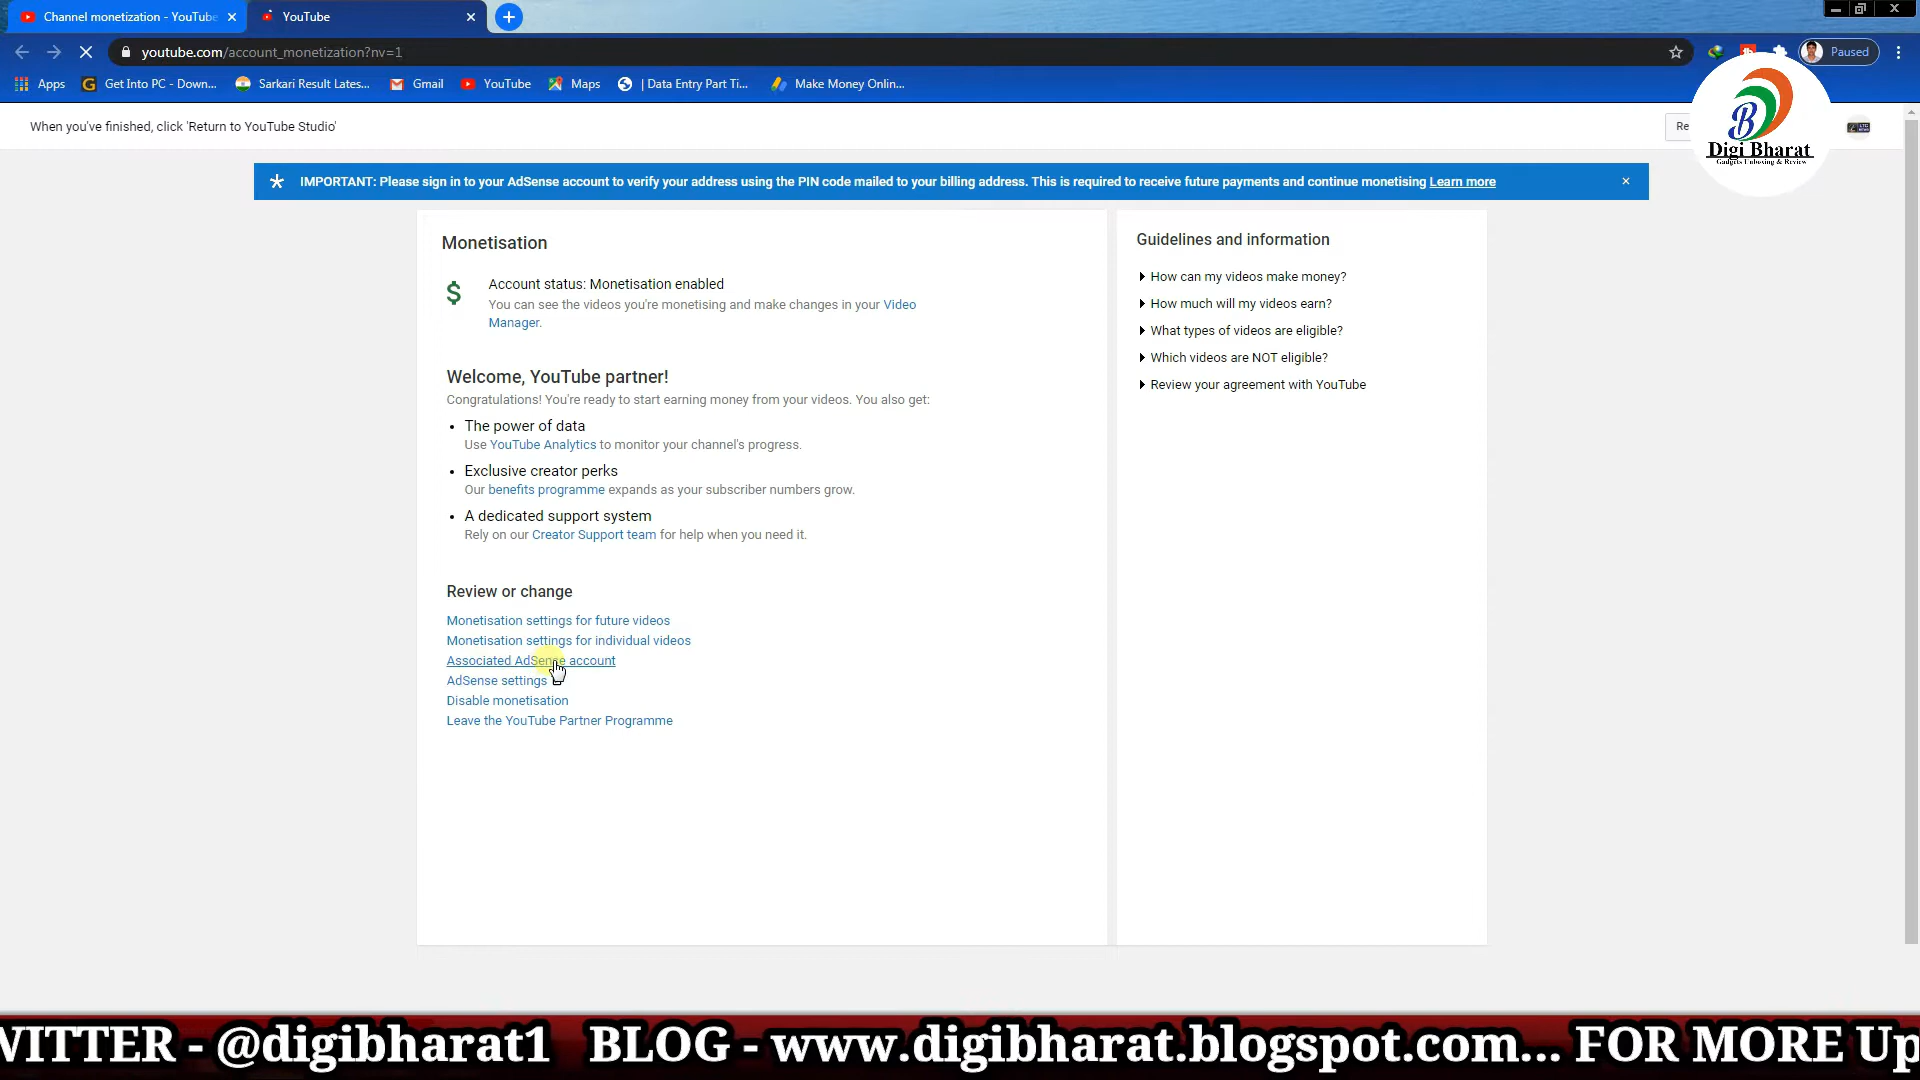 Channel monetization - YouTube
YouTube
youtube.com/account_monetization?nv=1
Paused
Apps
Get Into PC - Down...
Sarkari Result Lates...
Gmail
YouTube
Maps
| Data Entry Part Ti...
Make Money Onlin...
When you've finished, click 'Return to YouTube Studio'
Re
B
Digi Bharat
Gadgets Unboxing & Review
IMPORTANT: Please sign in to your AdSense account to verify your address using the PIN code mailed to your billing address. This is required to receive future payments and continue monetising Learn more
Monetisation
Account status: Monetisation enabled
You can see the videos you're monetising and make changes in your Video
Manager.
Welcome, YouTube partner!
Congratulations! You're ready to start earning money from your videos. You also get:
• The power of data
Use YouTube Analytics to monitor your channel's progress.
• Exclusive creator perks
Our benefits programme expands as your subscriber numbers grow.
• A dedicated support system
Rely on our Creator Support team for help when you need it.
Review or change
Monetisation settings for future videos
Monetisation settings for individual videos
Associated AdSense account
AdSense settings
Disable monetisation
Leave the YouTube Partner Programme
Guidelines and information
How can my videos make money?
How much will my videos earn?
What types of videos are eligible?
Which videos are NOT eligible?
Review your agreement with YouTube
WITTER - @digibharat1 BLOG - www.digibharat.blogspot.com... FOR MORE Up